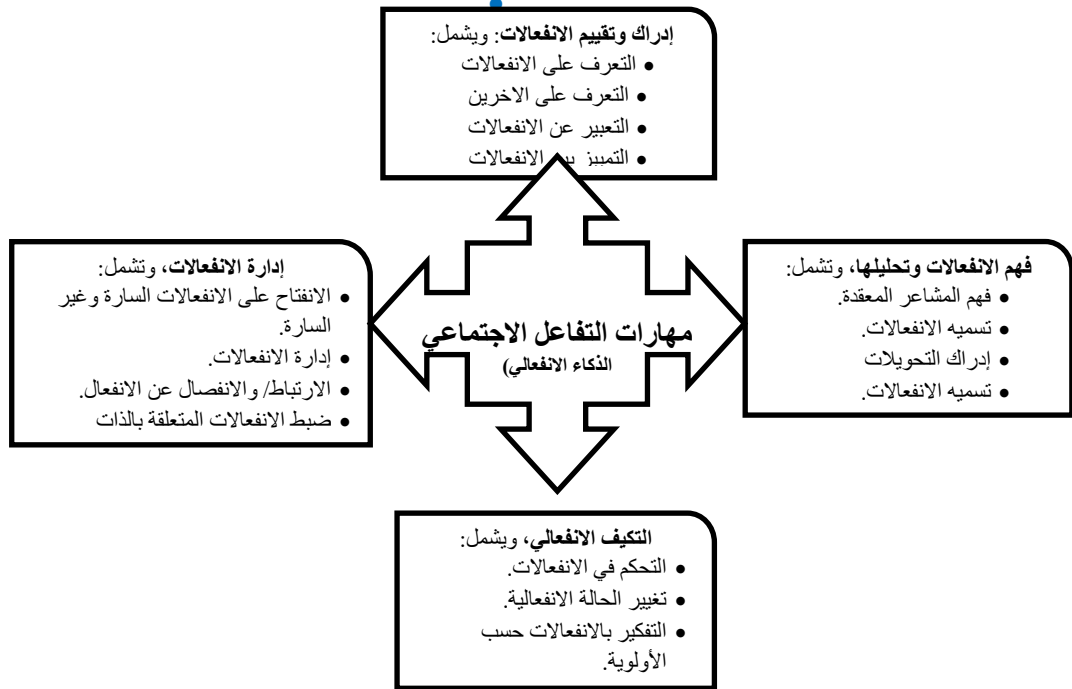 إدراك وتقييم الانفعالات: ويشمل:
• التعرف على الانفعالات
• التعرف على الاخرين
• التعبير عن الانفعالات
• التمييز بين الانفعالات
فهم الانفعالات وتحليلها، وتشمل:
• فهم المشاعر المعقدة.
• تسميه الانفعالات.
• إدراك التحويلات
• تسميه الانفعالات.
مهارات التفاعل الاجتماعي
الذكاء الانفعالي)
إدارة الانفعالات، وتشمل:
• الانفتاح على الانفعالات السارة وغير
السارة.
• إدارة الانفعالات.
• الارتباط/ والانفصال عن الانفعال.
• ضبط الانفعالات المتعلقة بالذات
التكيف الانفعالي، ويشمل:
• التحكم في الانفعالات.
• تغيير الحالة الانفعالية.
• التفكير بالانفعالات حسب
الأولوية.